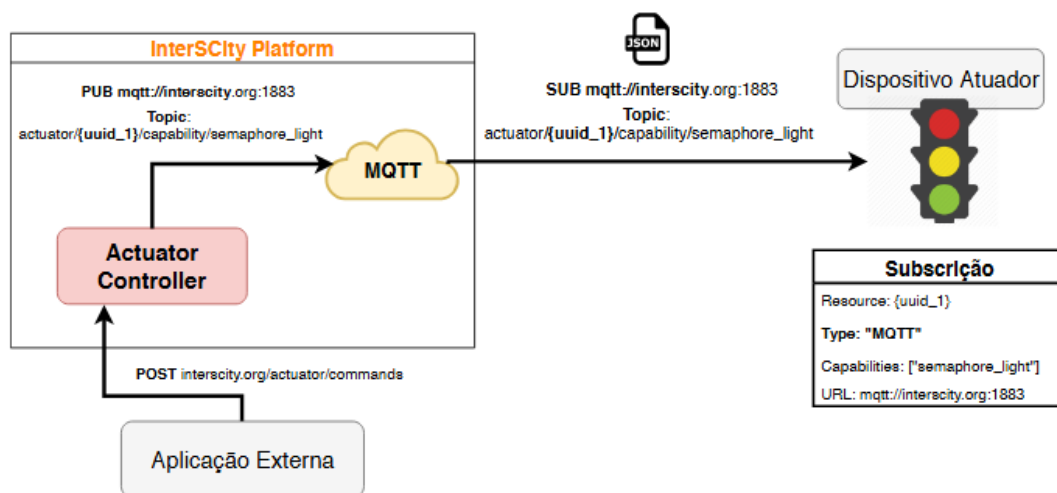 InterSCity Platform
PUB mqtt://interscity.org:1883
Topic:
actuator/{uuid_1}/capability/semaphore_light
MQTT
Actuator
Controller
POST interscity.org/actuator/commands
Aplicação Externa
JSON
SUB mqtt://interscity.org:1883
Topic:
actuator/{uuid_1}/capability/semaphore_light
Dispositivo Atuador
Subscrição
Resource: {uuid_1}
Type: "MQTT"
Capabilities: ["semaphore_light"]
URL: mqtt://interscity.org:1883